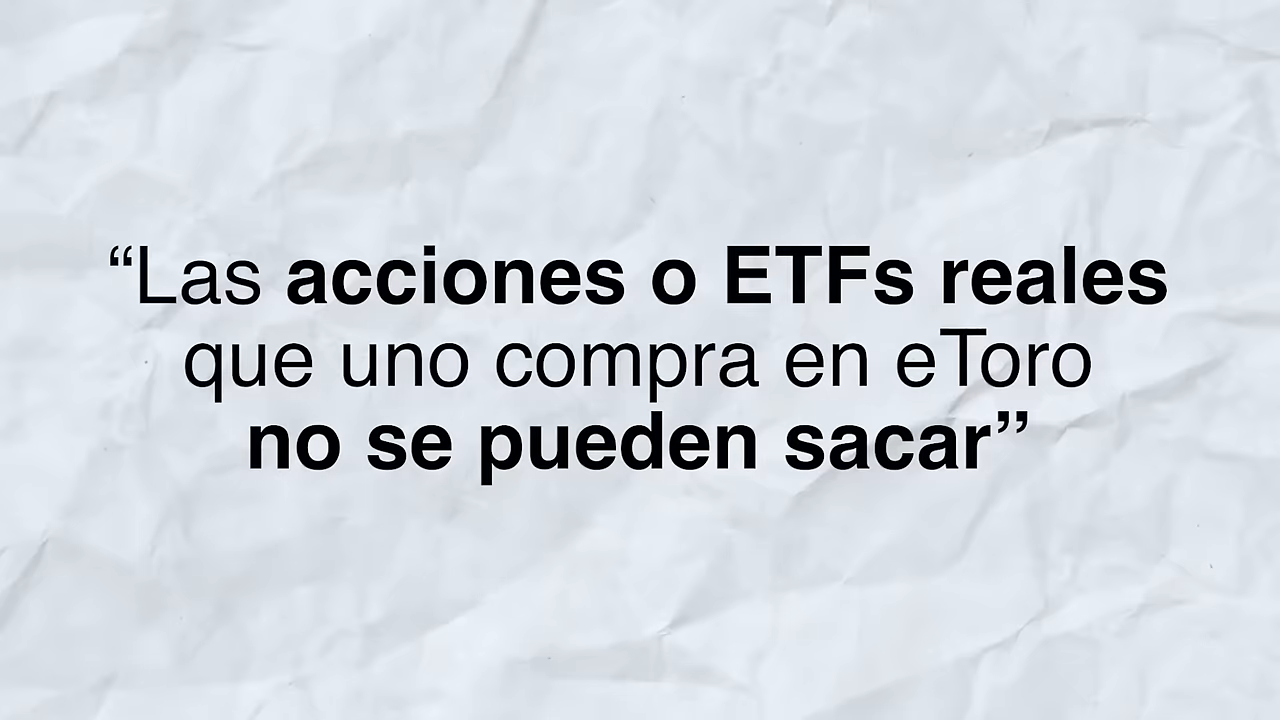 “Las acciones o ETFs reales
que uno compra en eToro
no se pueden sacar”